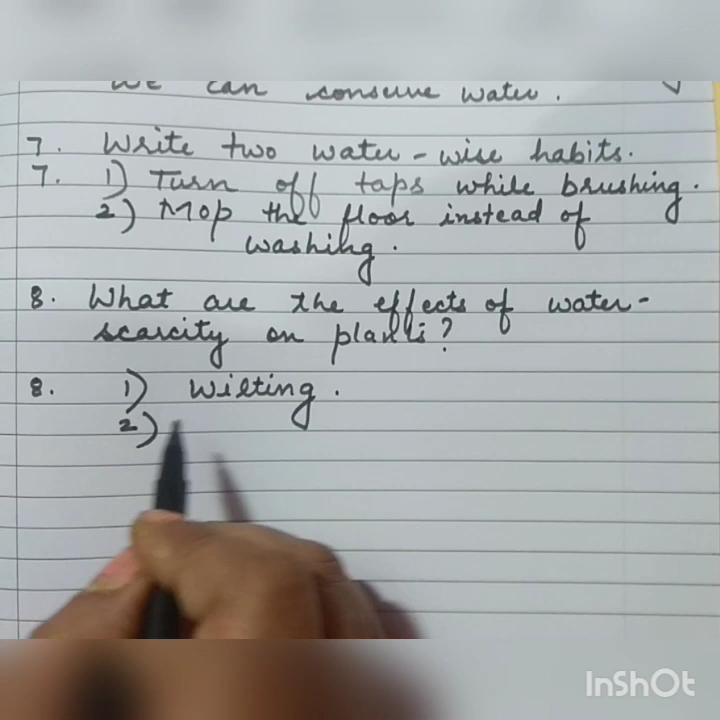 we can conserve water.
7. Write two water-wise habits.
7. 1) Turn off taps while brushing.
2) Mop the floor instead of
washing.
8. What are the effects of water-
scarcity on plants?
8. 1) Wilting.
2)
InShOt